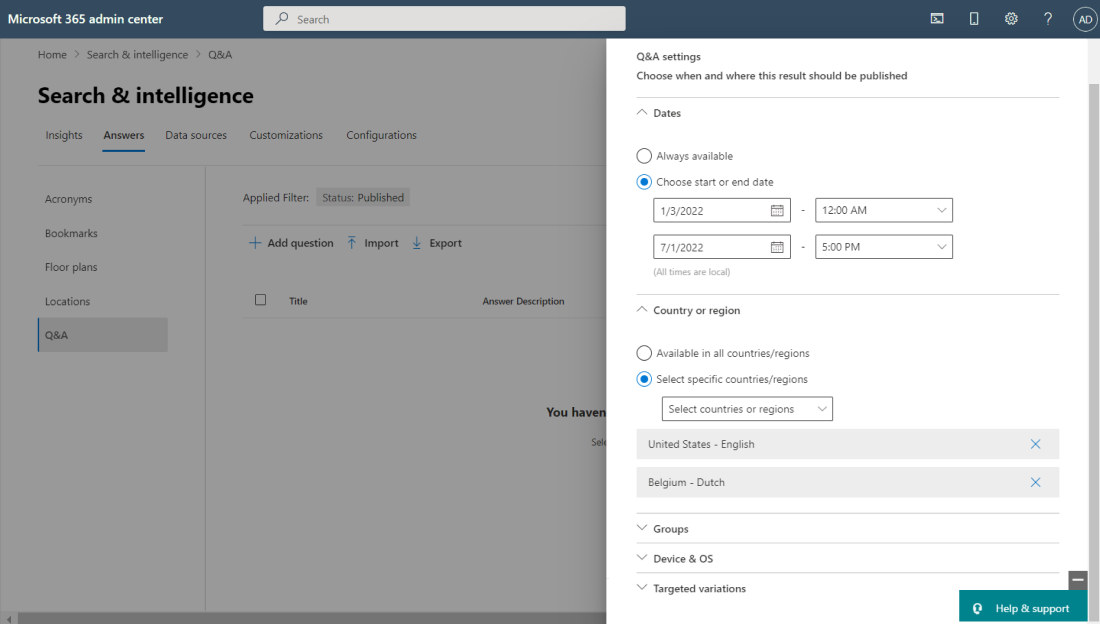 Microsoft 365 admin center
Search
AD
Home > Search & intelligence > Q&A
Search & intelligence
Insights Answers Data sources Customizations Configurations
Acronyms
Bookmarks
Floor plans
Locations
Q&A
Applied Filter: Status: Published
Add question Import Export
Title Answer Description
You haven
Sele
Q&A settings
Choose when and where this result should be published
Dates
Always available
Choose start or end date
1/3/2022 - 12:00 AM
7/1/2022 - 5:00 PM
(All times are local)
Country or region
Available in all countries/regions
Select specific countries/regions
Select countries or regions
United States - English
Belgium - Dutch
Groups
Device & OS
Targeted variations
Help & support